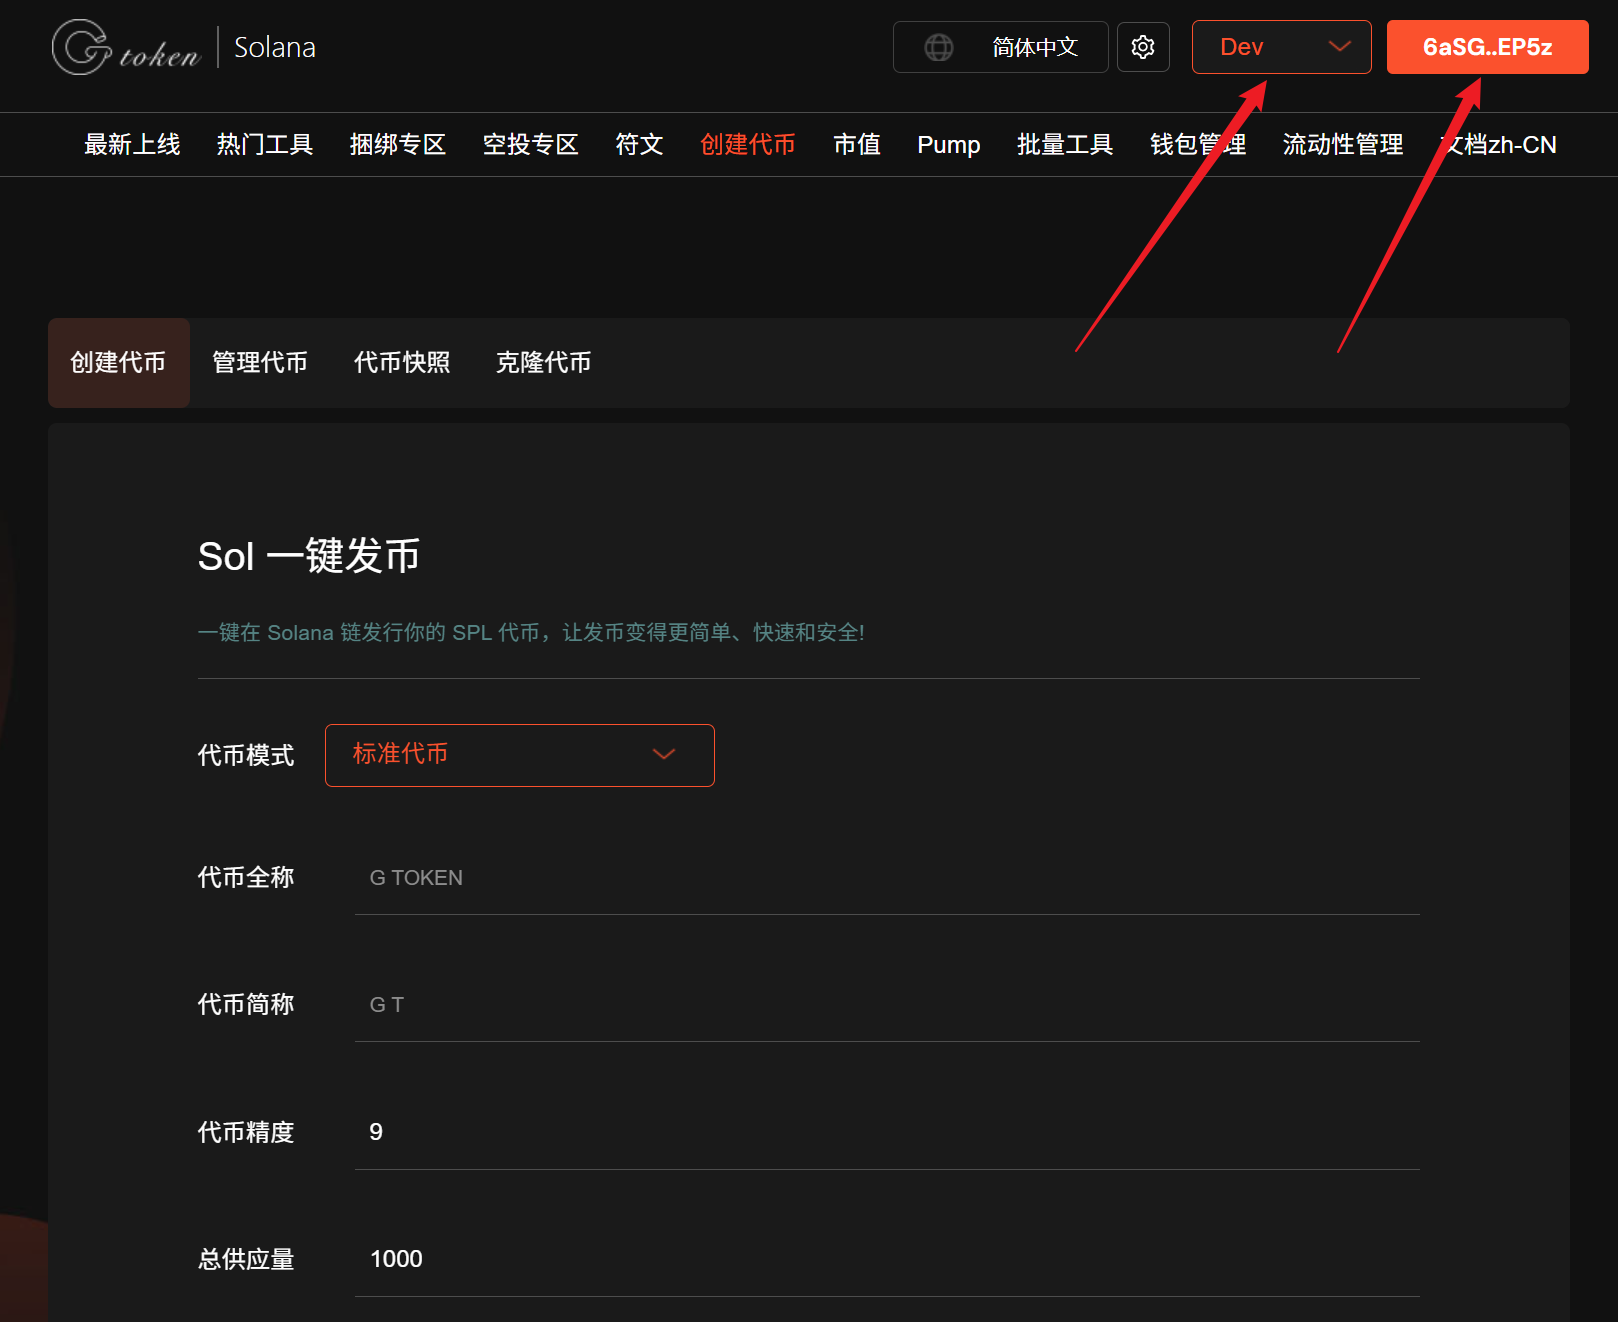 G token | Solana
简体中文
Dev
6aSG..EP5z
最新上线 热门工具 捆绑专区 空投专区 符文 创建代币 市值 Pump 批量工具 钱包管理 流动性管理 文档zh-CN
创建代币 管理代币 代币快照 克隆代币
Sol 一键发币
一键在 Solana 链发行你的 SPL 代币，让发币变得更简单、快速和安全!
代币模式 标准代币
代币全称 G TOKEN
代币简称 G T
代币精度 9
总供应量 1000